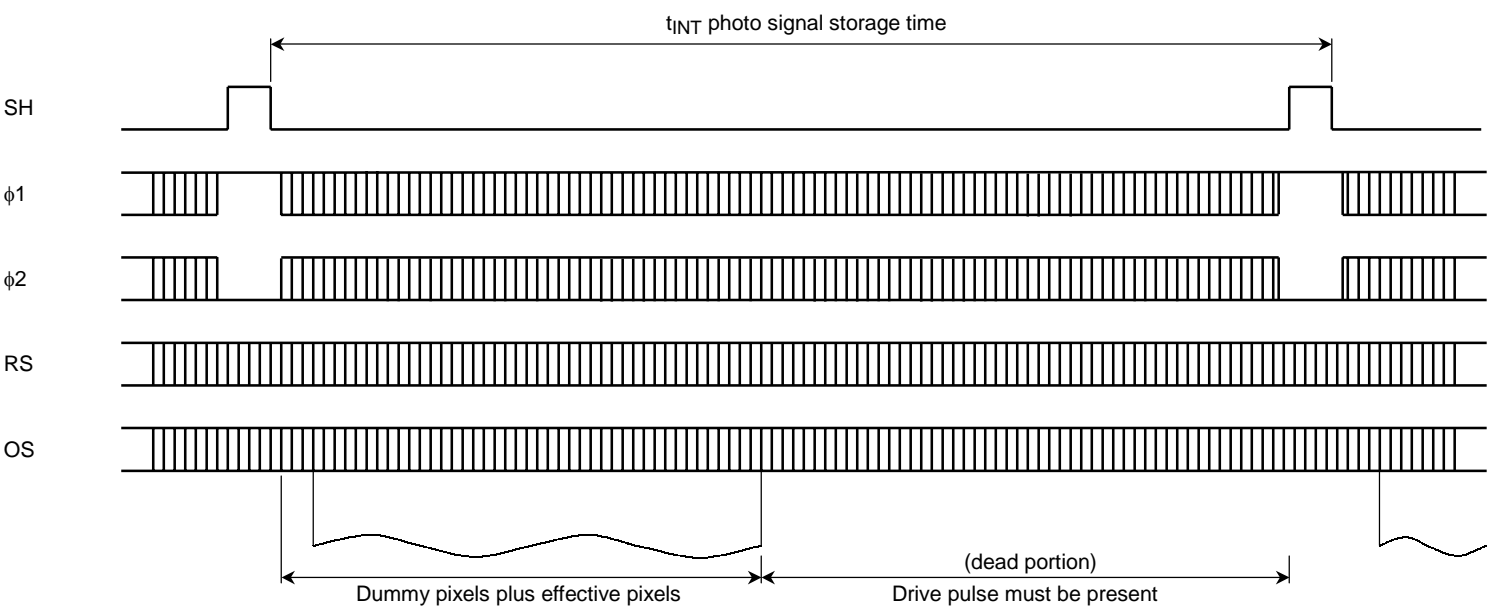 tINT photo signal storage time
SH
ϕ1
ϕ2
RS
OS
(dead portion)
Dummy pixels plus effective pixels
Drive pulse must be present